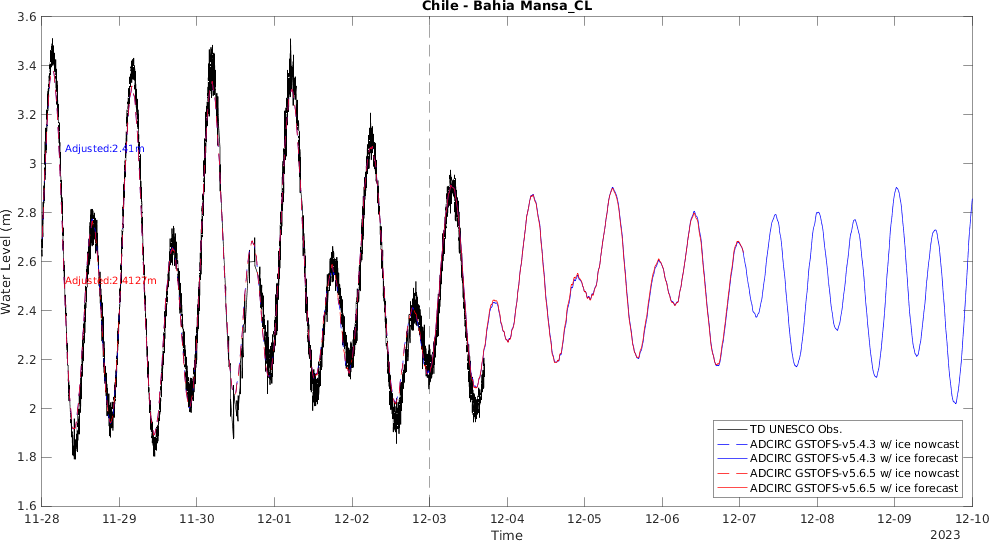 Chile - Bahia Mansa_CL
3.6
3.4
3.2
3
2.8
2.6
2.4
2.2
2
1.8
1.6
Water Level (m)
Adjusted:2.41m
Adjusted:2.4127m
TD UNESCO Obs.
ADCIRC GSTOFS-v5.4.3 w/ ice nowcast
ADCIRC GSTOFS-v5.4.3 w/ ice forecast
ADCIRC GSTOFS-v5.6.5 w/ ice nowcast
ADCIRC GSTOFS-v5.6.5 w/ ice forecast
11-28 11-29 11-30 12-01 12-02 12-03 12-04 12-05 12-06 12-07 12-08 12-09 12-10
Time
2023